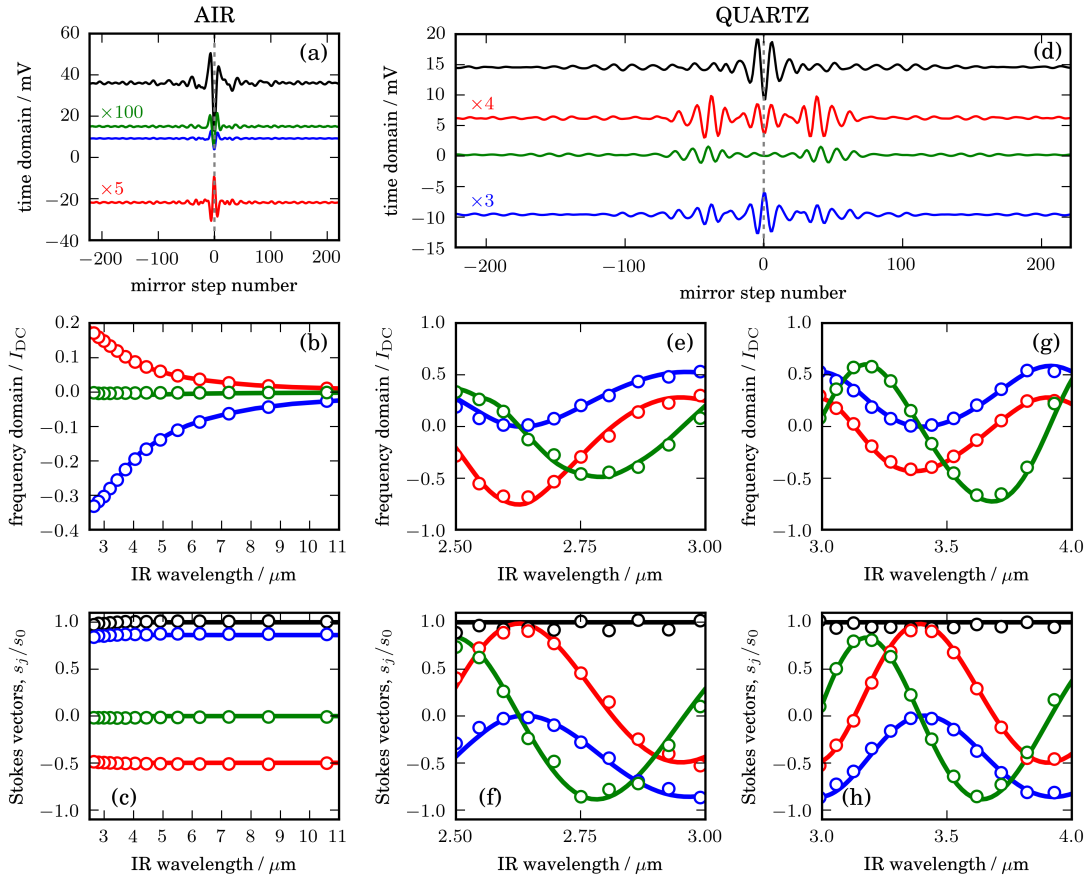 AIR
QUARTZ
60
40
20
0
−20
−40
time domain / mV
(a)
×100
×5
−200
−100
0
100
200
mirror step number
20
15
10
5
0
−5
−10
−15
time domain / mV
(d)
×4
×3
−200
−100
0
100
200
mirror step number
0.2
0.1
0.0
−0.1
−0.2
−0.3
−0.4
frequency domain / I_DC
(b)
3 4 5 6 7 8 9 10 11
IR wavelength / μm
1.0
0.5
0.0
−0.5
−1.0
frequency domain / I_DC
(e)
2.50 2.75 3.00
IR wavelength / μm
1.0
0.5
0.0
−0.5
−1.0
frequency domain / I_DC
(g)
3.0 3.5 4.0
IR wavelength / μm
1.0
0.5
0.0
−0.5
−1.0
Stokes vectors, s_j/s_0
(c)
3 4 5 6 7 8 9 10 11
IR wavelength / μm
1.0
0.5
0.0
−0.5
−1.0
Stokes vectors, s_j/s_0
(f)
2.50 2.75 3.00
IR wavelength / μm
1.0
0.5
0.0
−0.5
−1.0
Stokes vectors, s_j/s_0
(h)
3.0 3.5 4.0
IR wavelength / μm